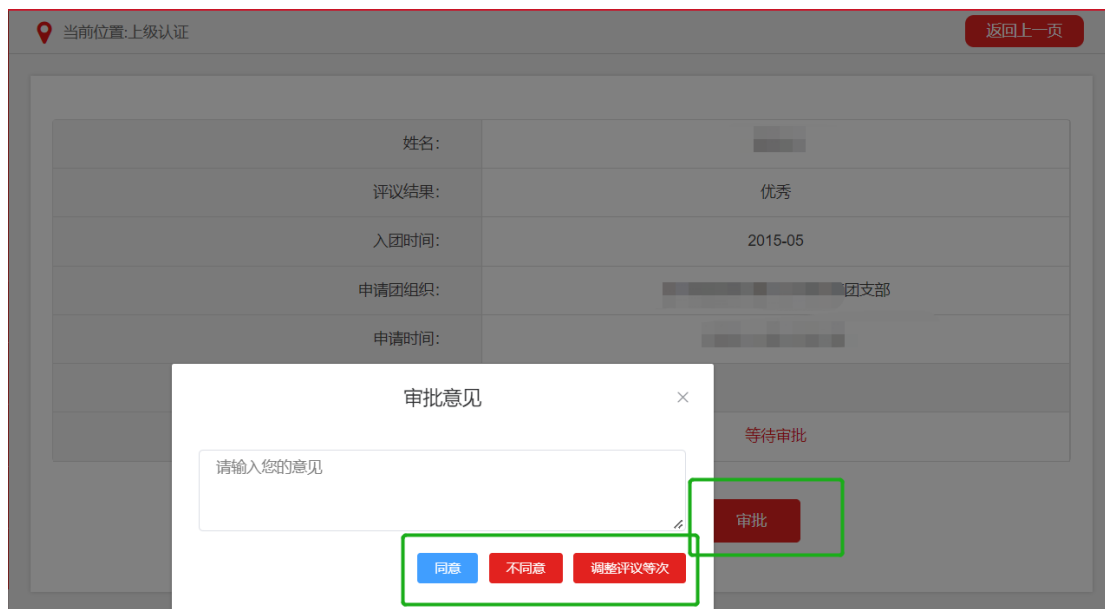 当前位置:上级认证
返回上一页
姓名:
评议结果: 优秀
入团时间: 2015-05
申请团组织: 团支部
申请时间:
等待审批
审批意见
请输入您的意见
审批
同意 不同意 调整评议等次